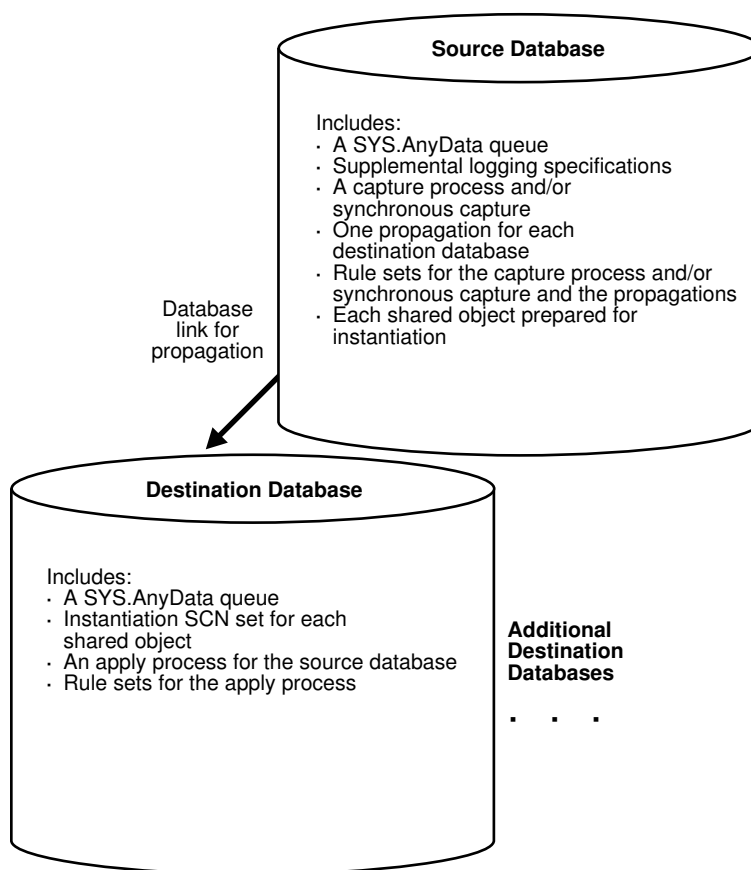 Source Database
Includes:
· A SYS.AnyData queue
· Supplemental logging specifications
· A capture process and/or
synchronous capture
· One propagation for each
destination database
· Rule sets for the capture process and/or
synchronous capture and the propagations
· Each shared object prepared for
instantiation
Database
link for
propagation
Destination Database
Includes:
· A SYS.AnyData queue
· Instantiation SCN set for each
shared object
· An apply process for the source database
· Rule sets for the apply process
Additional
Destination
Databases
. . .